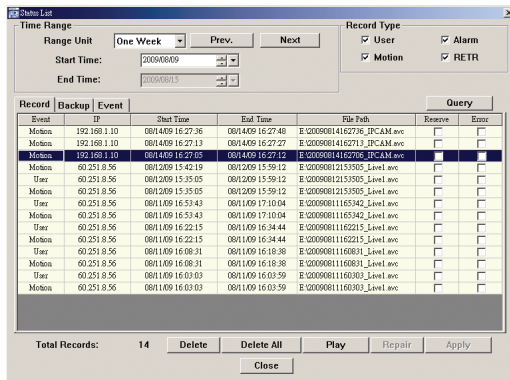 Status List
Time Range
Range Unit One Week Prev. Next
Start Time: 2009/08/09
End Time: 2009/08/15
Record Type
User Alarm
Motion RETR
Record Backup Event Query
Event IP Start Time End Time File Path Reserve Error
Motion 192.168.1.10 08/14/09 16:27:36 08/14/09 16:27:48 E:\20090814162736_IPCAM.avc
Motion 192.168.1.10 08/14/09 16:27:13 08/14/09 16:27:27 E:\20090814162713_IPCAM.avc
Motion 192.168.1.10 08/14/09 16:27:05 08/14/09 16:27:12 E:\20090814162706_IPCAM.avc
Motion 60.251.8.56 08/12/09 15:42:19 08/12/09 15:59:12 E:\20090812153505_Live1.avc
User 60.251.8.56 08/12/09 15:35:05 08/12/09 15:59:12 E:\20090812153505_Live1.avc
Motion 60.251.8.56 08/12/09 15:35:05 08/12/09 15:59:12 E:\20090812153505_Live1.avc
User 60.251.8.56 08/11/09 16:53:43 08/11/09 17:10:04 E:\20090811165342_Live1.avc
Motion 60.251.8.56 08/11/09 16:53:43 08/11/09 17:10:04 E:\20090811165342_Live1.avc
User 60.251.8.56 08/11/09 16:22:15 08/11/09 16:34:44 E:\20090811162215_Live1.avc
Motion 60.251.8.56 08/11/09 16:22:15 08/11/09 16:34:44 E:\20090811162215_Live1.avc
User 60.251.8.56 08/11/09 16:08:31 08/11/09 16:18:38 E:\20090811160831_Live1.avc
Motion 60.251.8.56 08/11/09 16:08:31 08/11/09 16:18:38 E:\20090811160831_Live1.avc
User 60.251.8.56 08/11/09 16:03:03 08/11/09 16:03:59 E:\20090811160303_Live1.avc
Motion 60.251.8.56 08/11/09 16:03:03 08/11/09 16:03:59 E:\20090811160303_Live1.avc
Total Records: 14 Delete Delete All Play Repair Apply
Close